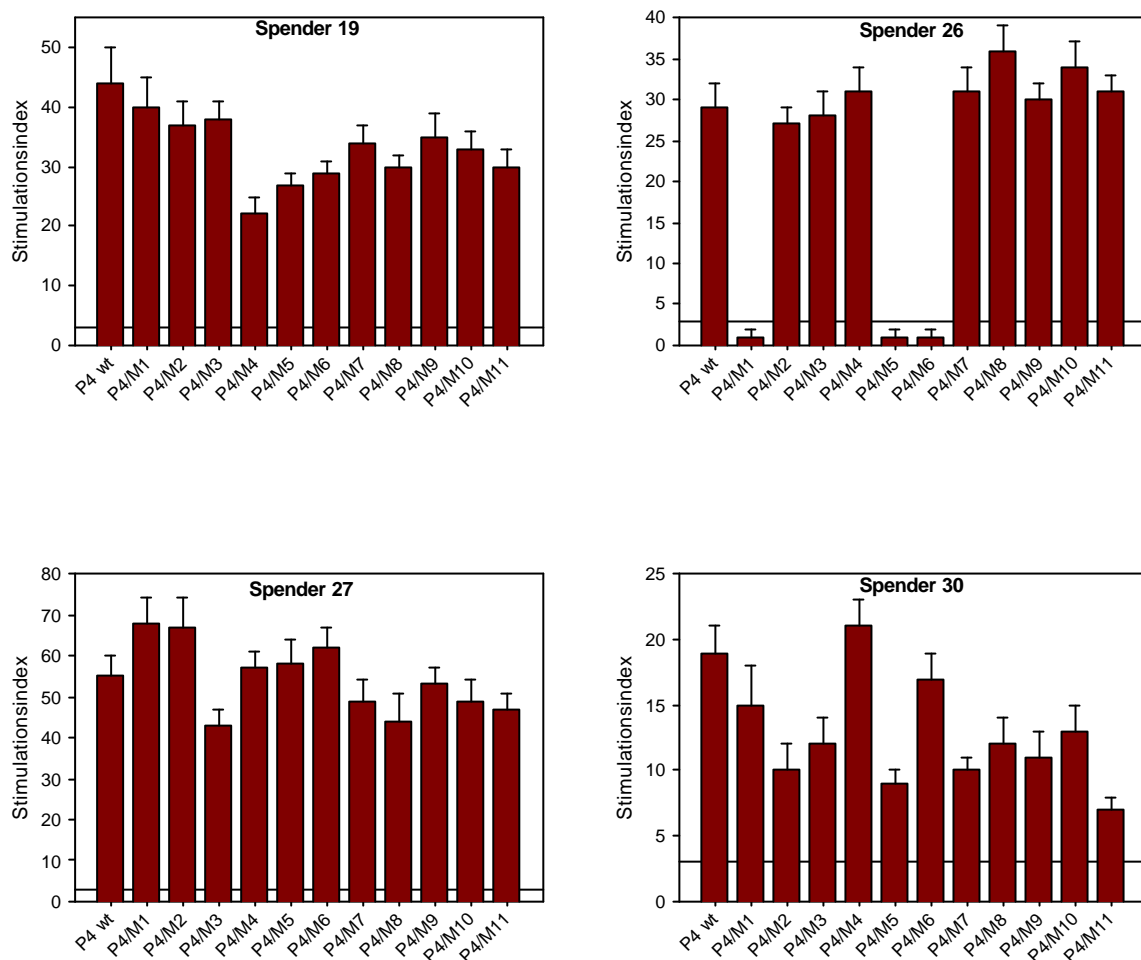 Spender 19
Stimulationsindex
50
40
30
20
10
0
P4 wt
P4/M1
P4/M2
P4/M3
P4/M4
P4/M5
P4/M6
P4/M7
P4/M8
P4/M9
P4/M10
P4/M11
Spender 26
Stimulationsindex
40
35
30
25
20
15
10
5
0
P4 wt
P4/M1
P4/M2
P4/M3
P4/M4
P4/M5
P4/M6
P4/M7
P4/M8
P4/M9
P4/M10
P4/M11
Spender 27
Stimulationsindex
80
70
60
50
40
30
20
10
0
P4 wt
P4/M1
P4/M2
P4/M3
P4/M4
P4/M5
P4/M6
P4/M7
P4/M8
P4/M9
P4/M10
P4/M11
Spender 30
Stimulationsindex
25
20
15
10
5
0
P4 wt
P4/M1
P4/M2
P4/M3
P4/M4
P4/M5
P4/M6
P4/M7
P4/M8
P4/M9
P4/M10
P4/M11